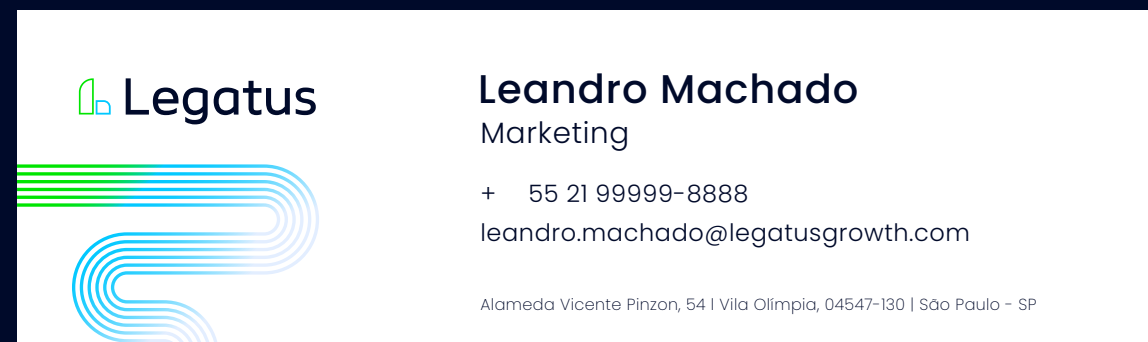 Legatus
Leandro Machado
Marketing
+ 55 21 99999-8888
leandro.machado@legatusgrowth.com
Alameda Vicente Pinzon, 54 l Vila Olímpia, 04547-130 | São Paulo - SP